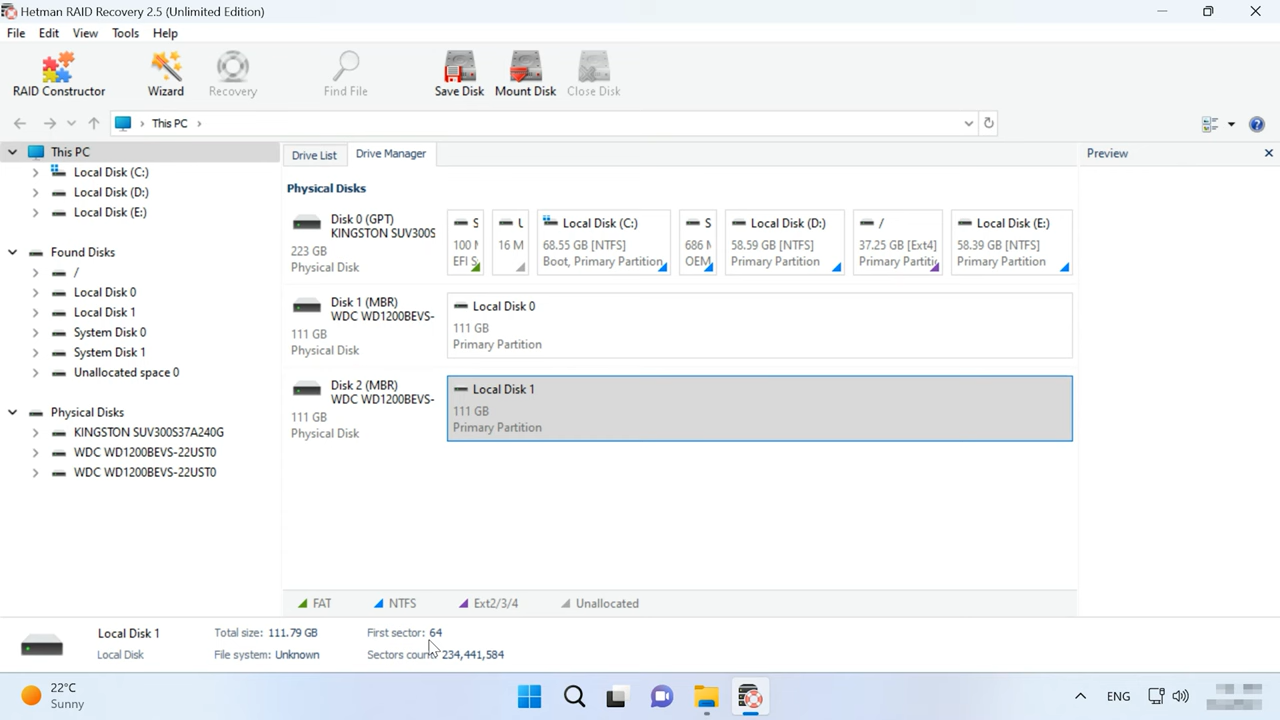 Hetman RAID Recovery 2.5 (Unlimited Edition)
File Edit View Tools Help
RAID Constructor Wizard Recovery Find File Save Disk Mount Disk Close Disk
This PC
This PC
Local Disk (C:)
Local Disk (D:)
Local Disk (E:)
Found Disks
/
Local Disk 0
Local Disk 1
System Disk 0
System Disk 1
Unallocated space 0
Physical Disks
KINGSTON SUV300S37A240G
WDC WD1200BEVS-22UST0
WDC WD1200BEVS-22UST0
Drive List Drive Manager
Physical Disks
Disk 0 (GPT)
KINGSTON SUV300S
223 GB
Physical Disk
S
100 M
EFI S
U
16 M
Local Disk (C:)
68.55 GB [NTFS]
Boot, Primary Partition
S
686 M
OEM
Local Disk (D:)
58.59 GB [NTFS]
Primary Partition
/
37.25 GB [Ext4]
Primary Partiti
Local Disk (E:)
58.39 GB [NTFS]
Primary Partition
Disk 1 (MBR)
WDC WD1200BEVS-
111 GB
Physical Disk
Local Disk 0
111 GB
Primary Partition
Disk 2 (MBR)
WDC WD1200BEVS-
111 GB
Physical Disk
Local Disk 1
111 GB
Primary Partition
FAT NTFS Ext2/3/4 Unallocated
Preview
Local Disk 1 Total size: 111.79 GB First sector: 64
Local Disk File system: Unknown Sectors count: 234,441,584
22°C
Sunny
ENG